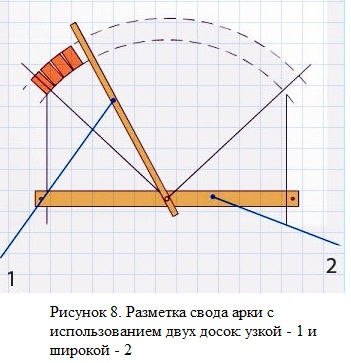 1
2
Рисунок 8. Разметка свода арки с
использованием двух досок: узкой - 1 и
широкой - 2